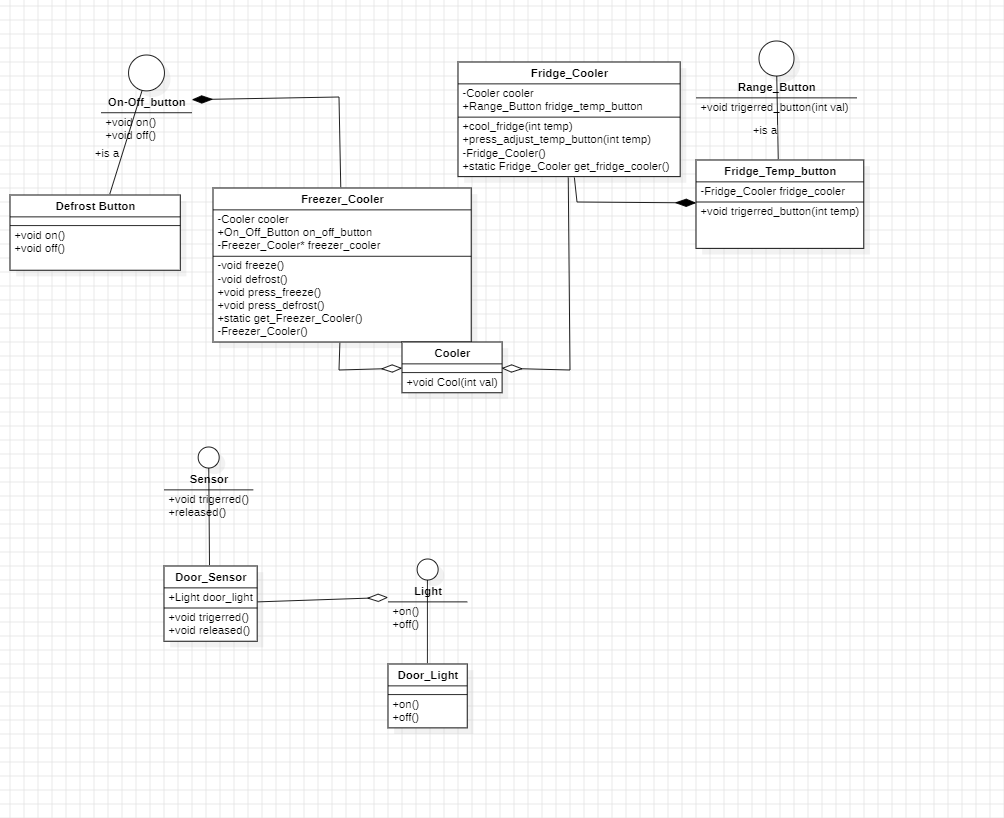 On-Off_button
+void on()
+void off()
+is a
Defrost Button
+void on()
+void off()
Freezer_Cooler
-Cooler cooler
+On_Off_Button on_off_button
-Freezer_Cooler* freezer_cooler
-void freeze()
-void defrost()
+void press_freeze()
+void press_defrost()
+static get_Freezer_Cooler()
-Freezer_Cooler()
Fridge_Cooler
-Cooler cooler
+Range_Button fridge_temp_button
+cool_fridge(int temp)
+press_adjust_temp_button(int temp)
-Fridge_Cooler()
+static Fridge_Cooler get_fridge_cooler()
Range_Button
+void trigerred_button(int val)
+is a
Fridge_Temp_button
-Fridge_Cooler fridge_cooler
+void trigerred_button(int temp)
Cooler
+void Cool(int val)
Sensor
+void trigerred()
+released()
Door_Sensor
+Light door_light
+void trigerred()
+void released()
Light
+on()
+off()
Door_Light
+on()
+off()